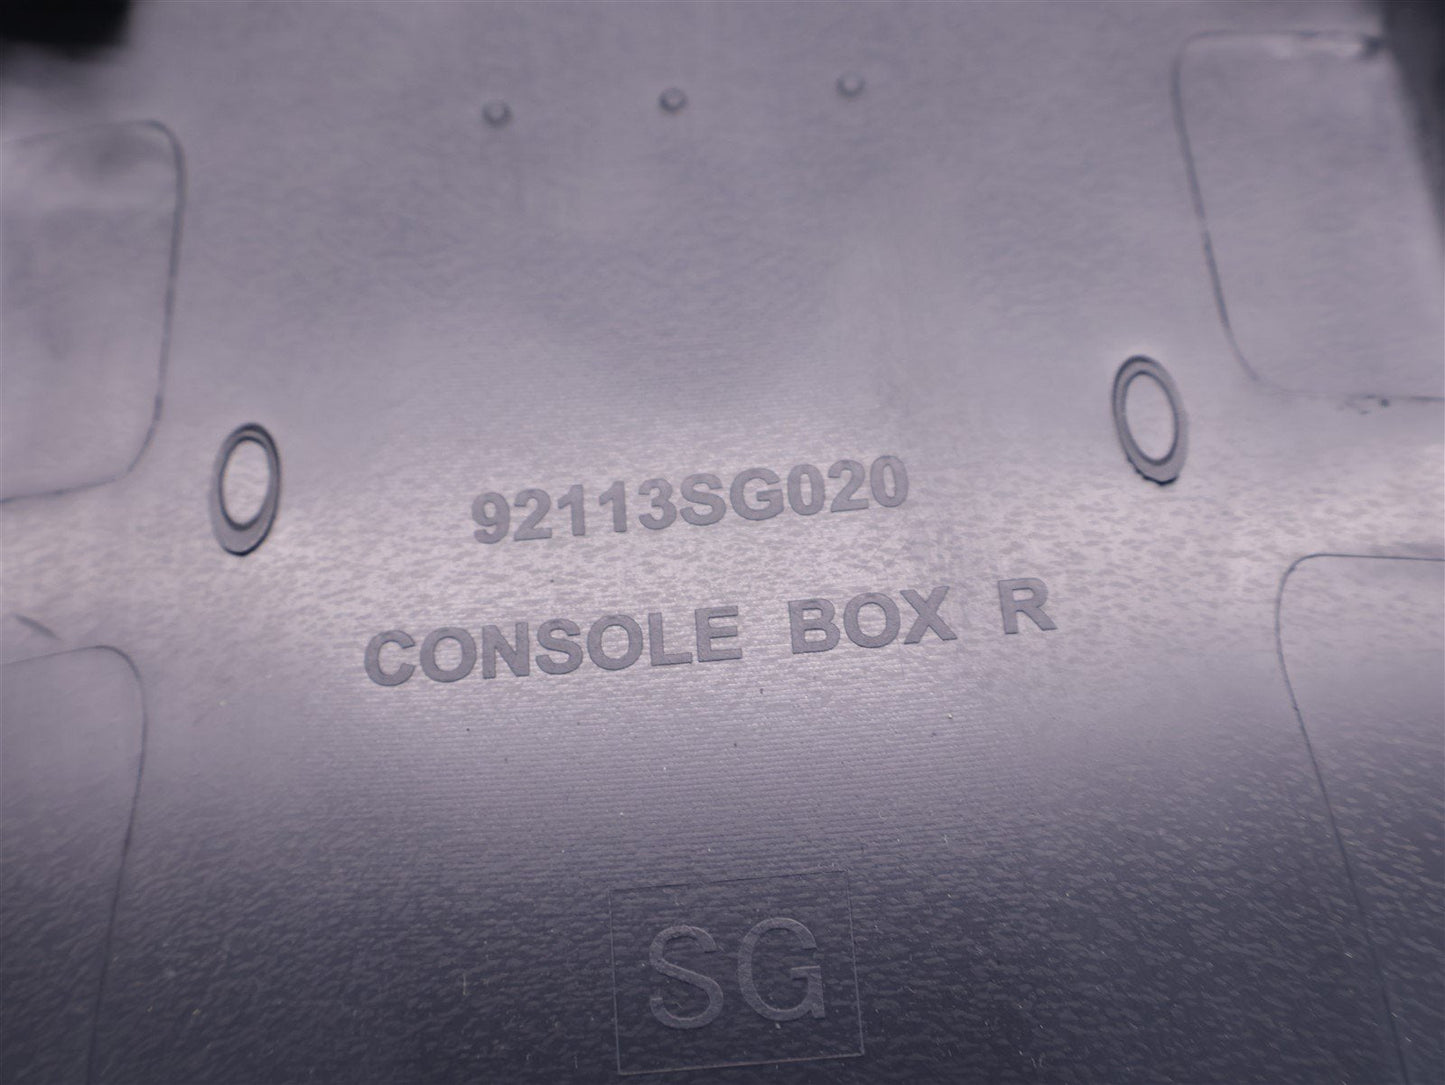 92113SG020
CONSOLE BOX R
SG